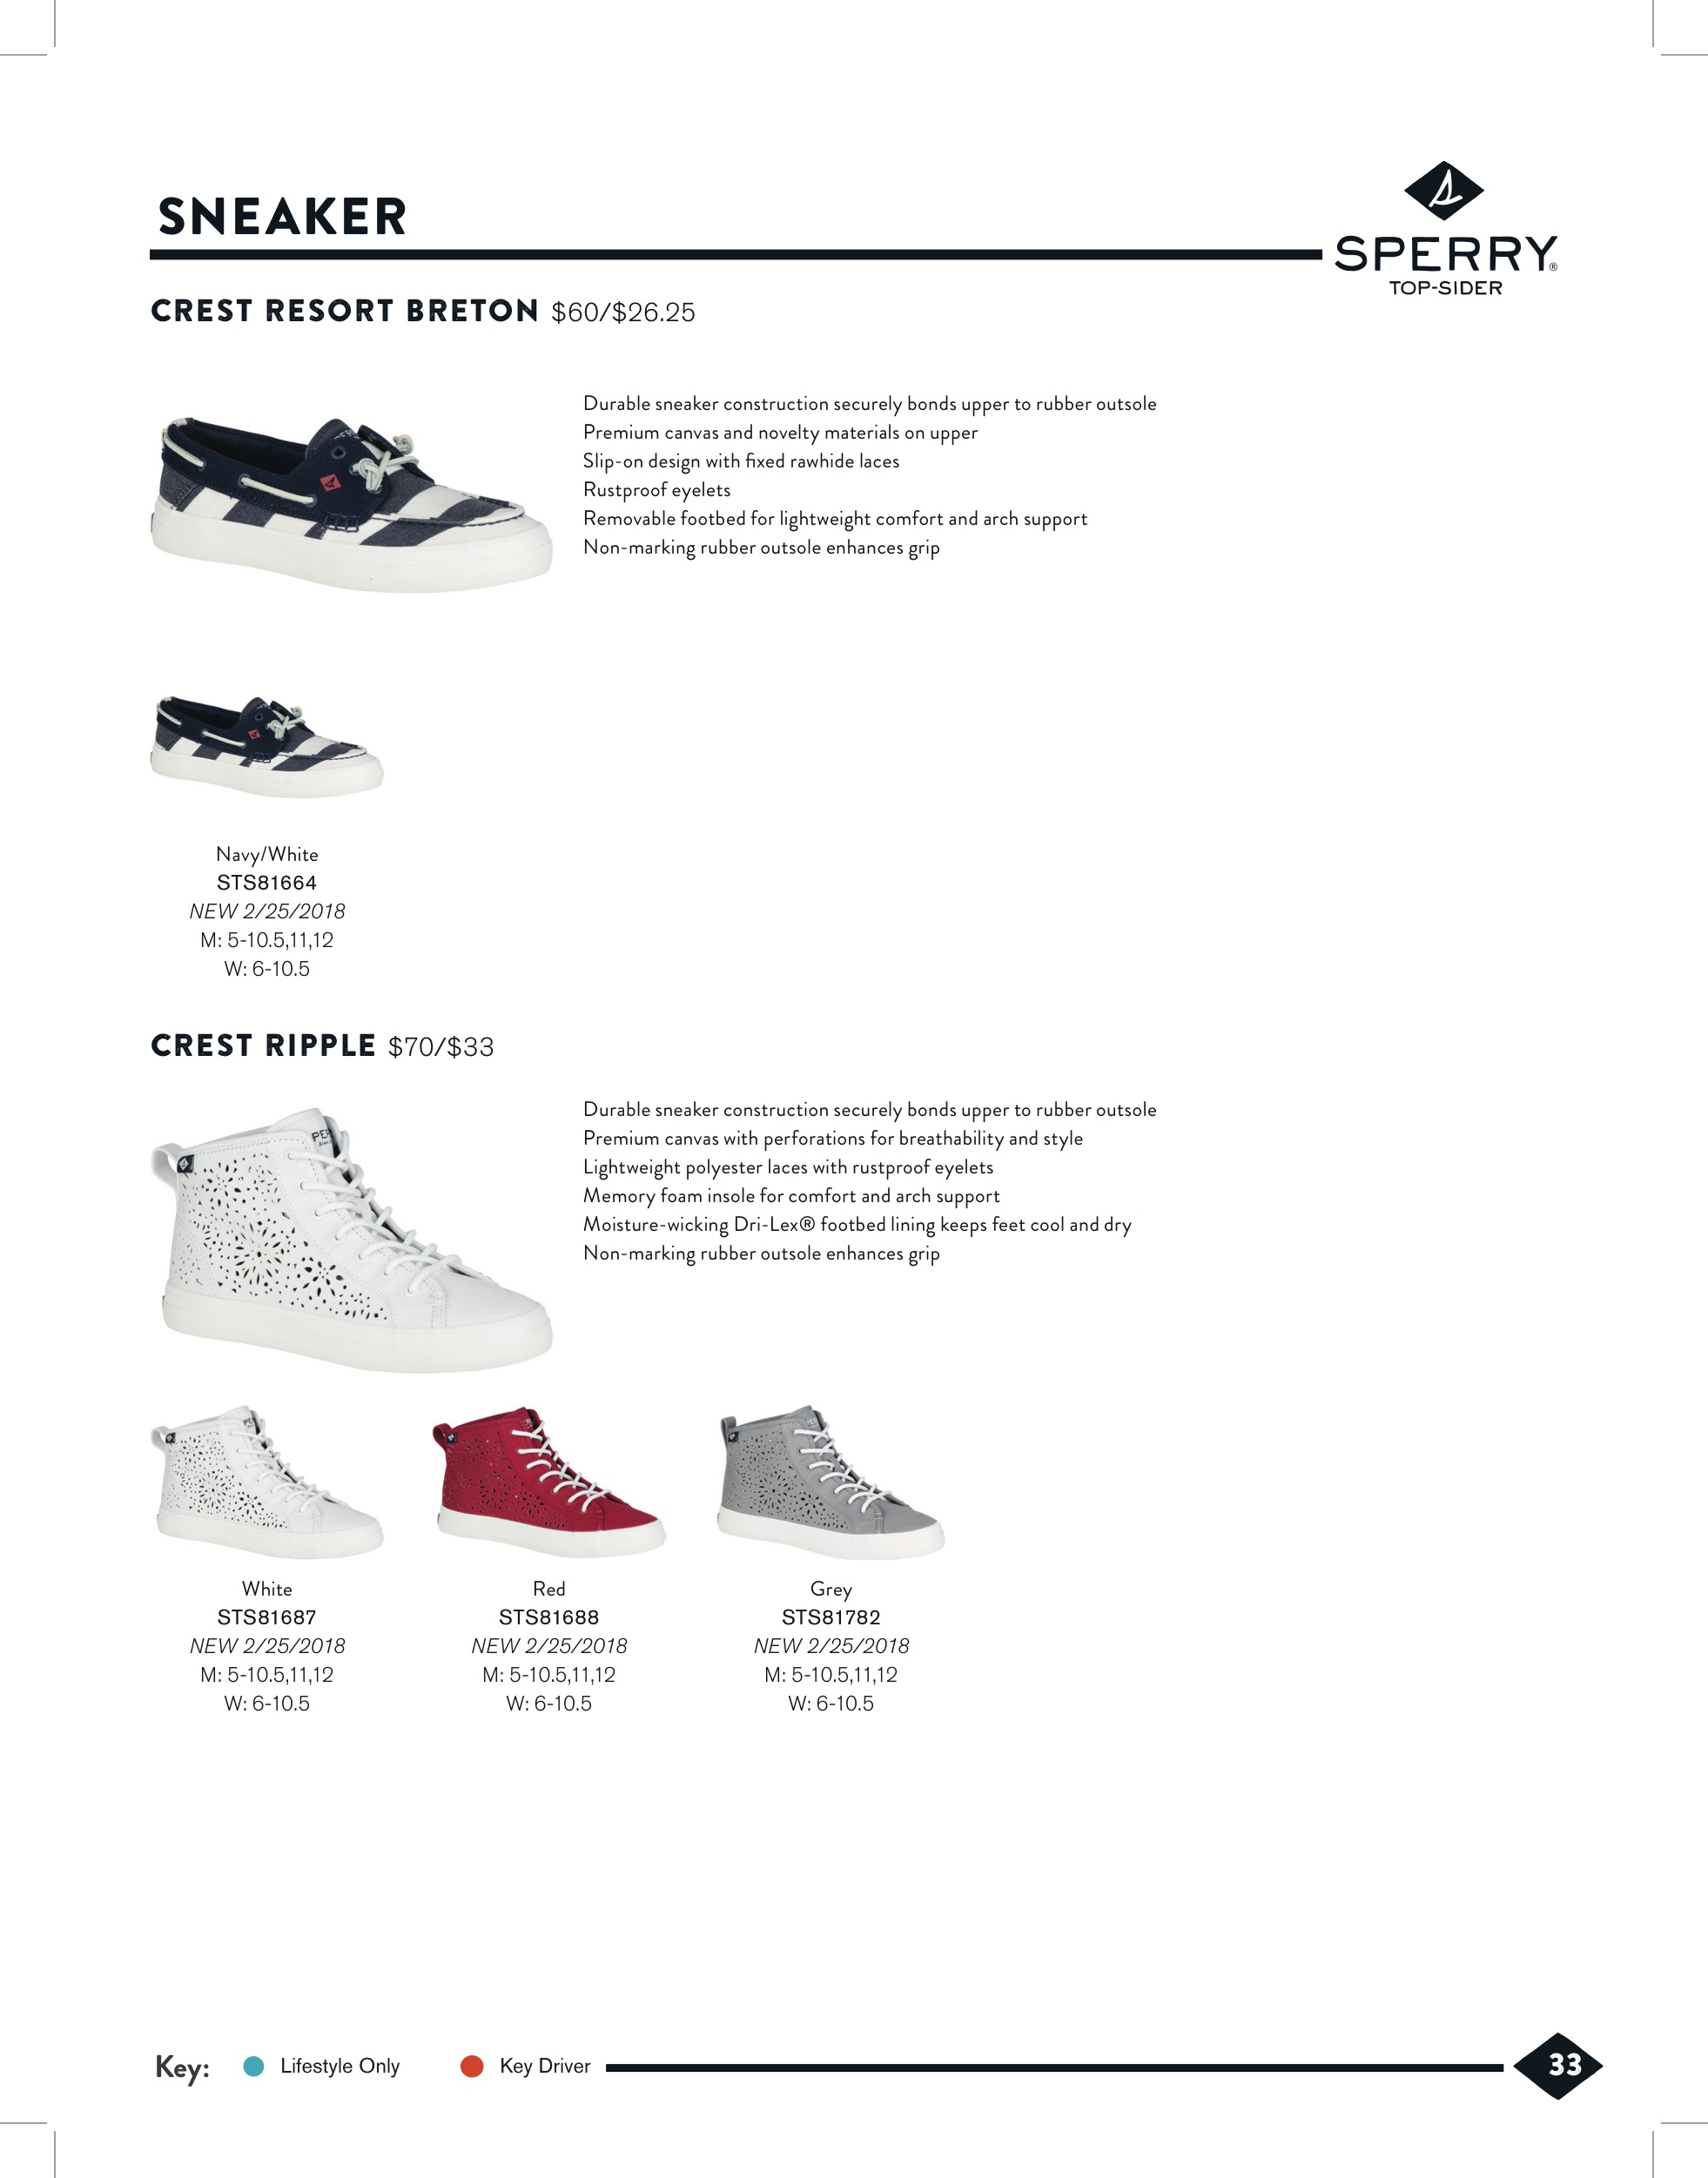 SNEAKER
SPERRY®
TOP-SIDER
CREST RESORT BRETON $60/$26.25
Durable sneaker construction securely bonds upper to rubber outsole
Premium canvas and novelty materials on upper
Slip-on design with fixed rawhide laces
Rustproof eyelets
Removable footbed for lightweight comfort and arch support
Non-marking rubber outsole enhances grip
Navy/White
STS81664
NEW 2/25/2018
M: 5-10.5,11,12
W: 6-10.5
CREST RIPPLE $70/$33
Durable sneaker construction securely bonds upper to rubber outsole
Premium canvas with perforations for breathability and style
Lightweight polyester laces with rustproof eyelets
Memory foam insole for comfort and arch support
Moisture-wicking Dri-Lex® footbed lining keeps feet cool and dry
Non-marking rubber outsole enhances grip
White
STS81687
NEW 2/25/2018
M: 5-10.5,11,12
W: 6-10.5
Red
STS81688
NEW 2/25/2018
M: 5-10.5,11,12
W: 6-10.5
Grey
STS81782
NEW 2/25/2018
M: 5-10.5,11,12
W: 6-10.5
Key: Lifestyle Only Key Driver
33